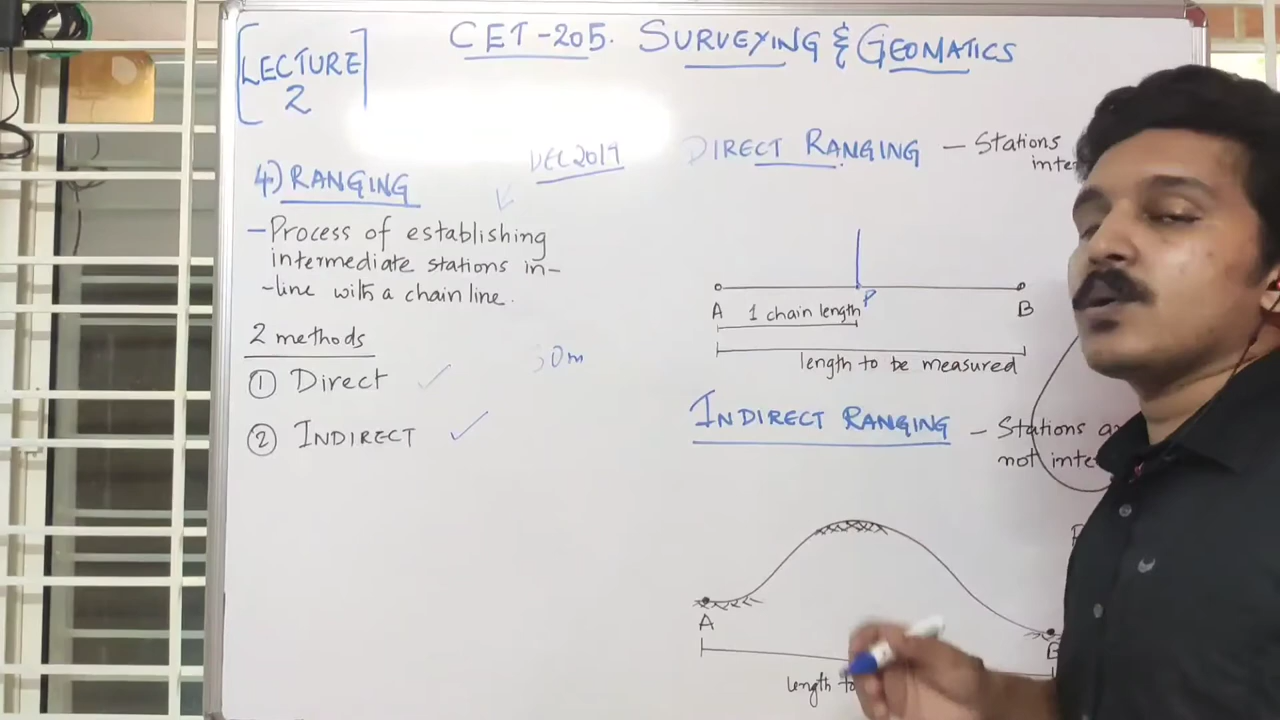 [LECTURE 2]
CET-205. SURVEYING & GEOMATICS
4) RANGING
DEC 2019
- Process of establishing
intermediate stations in-
-line with a chain line.
2 methods
① Direct
30m
② INDIRECT
DIRECT RANGING - Stations
A
1 chain length
P
B
length to be measured
INDIRECT RANGING - Stations
not
A
B
length to